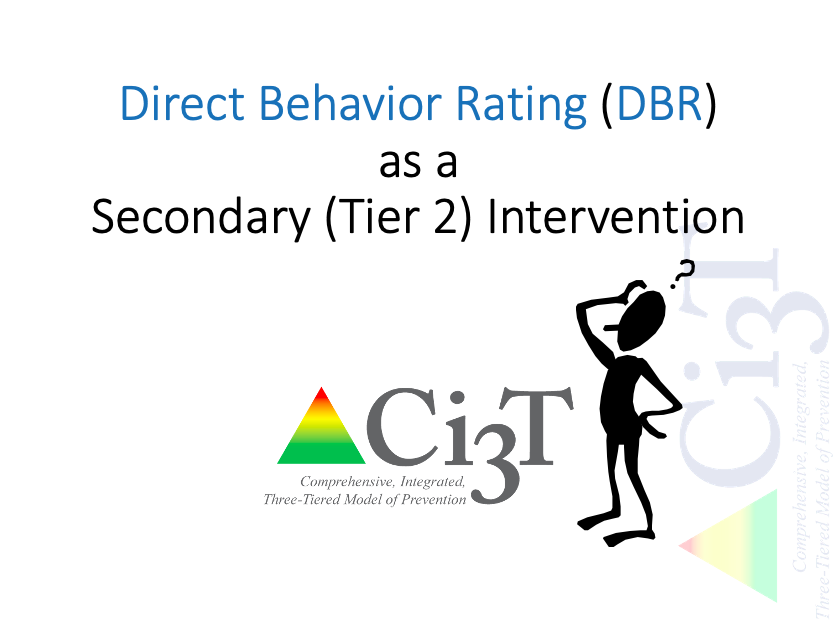 Direct Behavior Rating (DBR)
as a
Secondary (Tier 2) Intervention
?
Ci3T
Comprehensive, Integrated,
Three-Tiered Model of Prevention
Ci3T
Comprehensive, Integrated,
Three-Tiered Model of Prevention